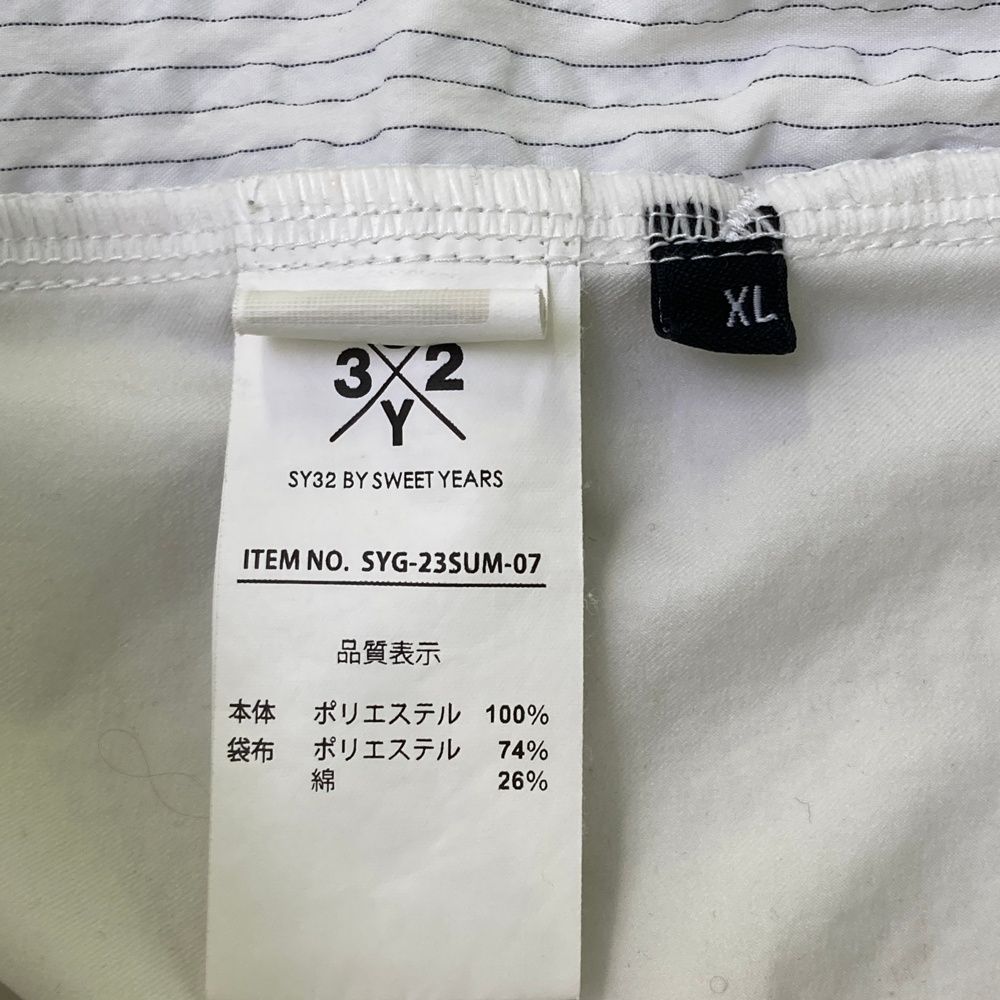 XL
3 2
Y
SY32 BY SWEET YEARS
ITEM NO. SYG-23SUM-07
品質表示
本体 ポリエステル 100%
袋布 ポリエステル 74%
綿 26%